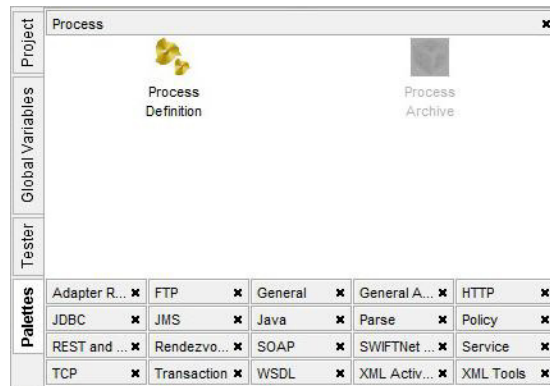 Project
Global Variables
Tester
Palettes
Process
Process
Definition
Process
Archive
Adapter R... FTP General General A... HTTP
JDBC JMS Java Parse Policy
REST and ... Rendezvo... SOAP SWIFTNet ... Service
TCP Transaction WSDL XML Activ... XML Tools